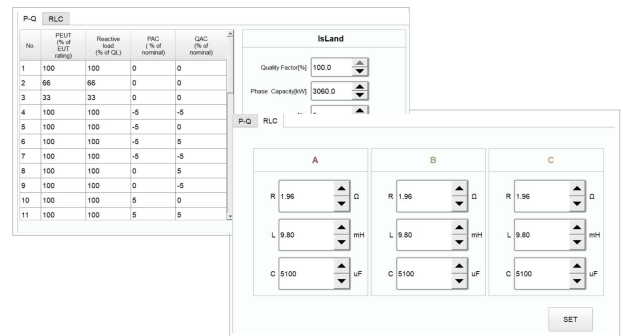 P-Q RLC
No. PEUT (% of EUT rating) Reactive load (% of QL) PAC ( % of nominal) QAC (% of nominal)
1 100 100 0 0
2 66 66 0 0
3 33 33 0 0
4 100 100 -5 -5
5 100 100 -5 0
6 100 100 -5 5
7 100 100 -5 -5
8 100 100 0 5
9 100 100 0 -5
10 100 100 5 0
11 100 100 5 5
IsLand
Quality Factor[%] 100.0
Phase Capacity[kW] 3060.0
P-Q RLC
A B C
R 1.96 Ω R 1.96 Ω R 1.96 Ω
L 9.80 mH L 9.80 mH L 9.80 mH
C 5100 uF C 5100 uF C 5100 uF
SET